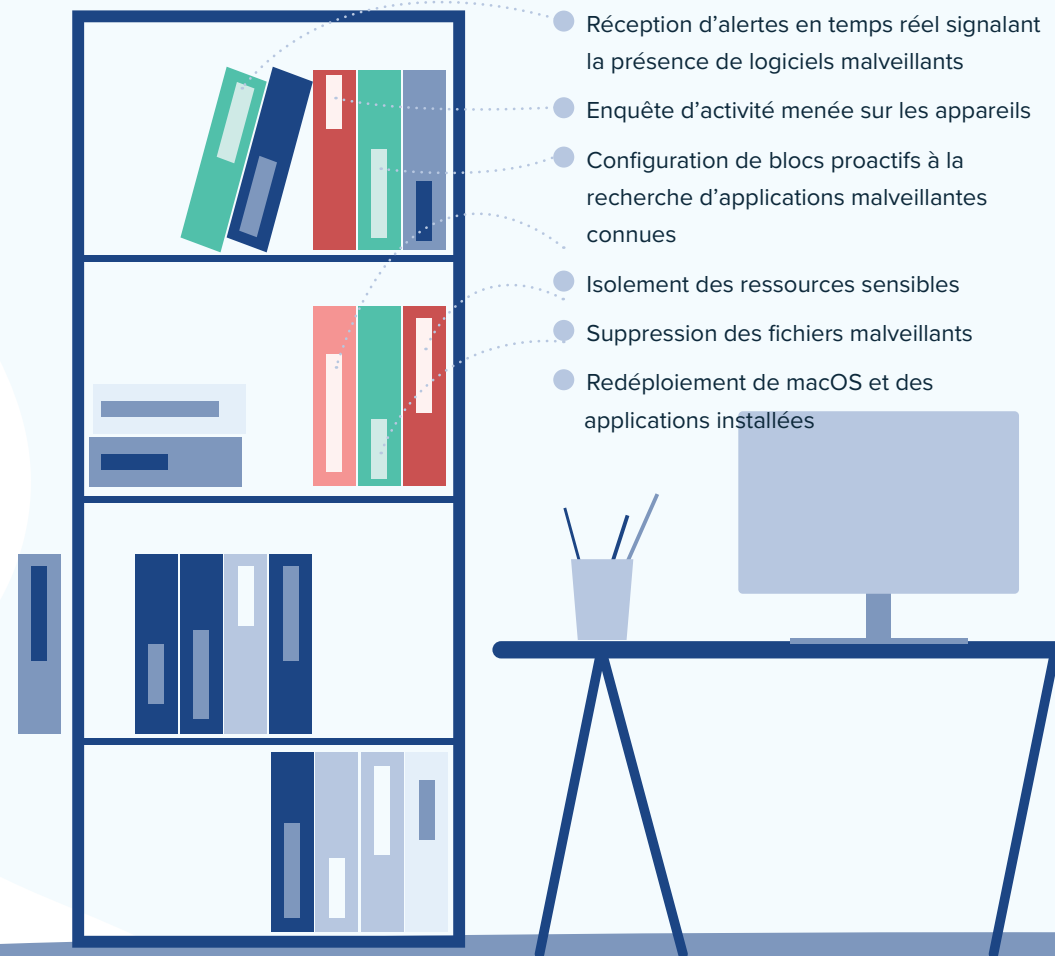 Réception d’alertes en temps réel signalant
la présence de logiciels malveillants
Enquête d’activité menée sur les appareils
Configuration de blocs proactifs à la
recherche d’applications malveillantes
connues
Isolement des ressources sensibles
Suppression des fichiers malveillants
Redéploiement de macOS et des
applications installées